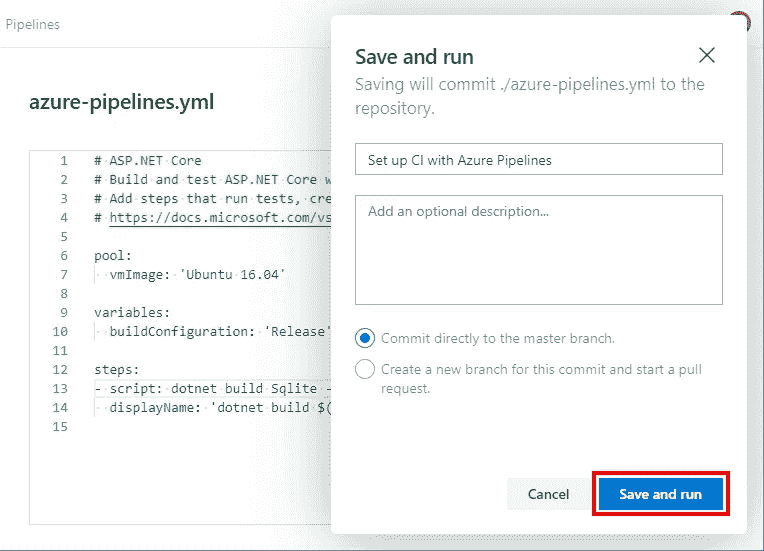 Pipelines
azure-pipelines.yml
1 # ASP.NET Core
2 # Build and test ASP.NET Core w
3 # Add steps that run tests, cre
4 # https://docs.microsoft.com/vs
5
6 pool:
7 vmImage: 'Ubuntu 16.04'
8
9 variables:
10 buildConfiguration: 'Release'
11
12 steps:
13 - script: dotnet build Sqlite -
14 displayName: 'dotnet build $(
15
Save and run
Saving will commit ./azure-pipelines.yml to the
repository.
Set up CI with Azure Pipelines
Add an optional description...
Commit directly to the master branch.
Create a new branch for this commit and start a pull
request.
Cancel
Save and run